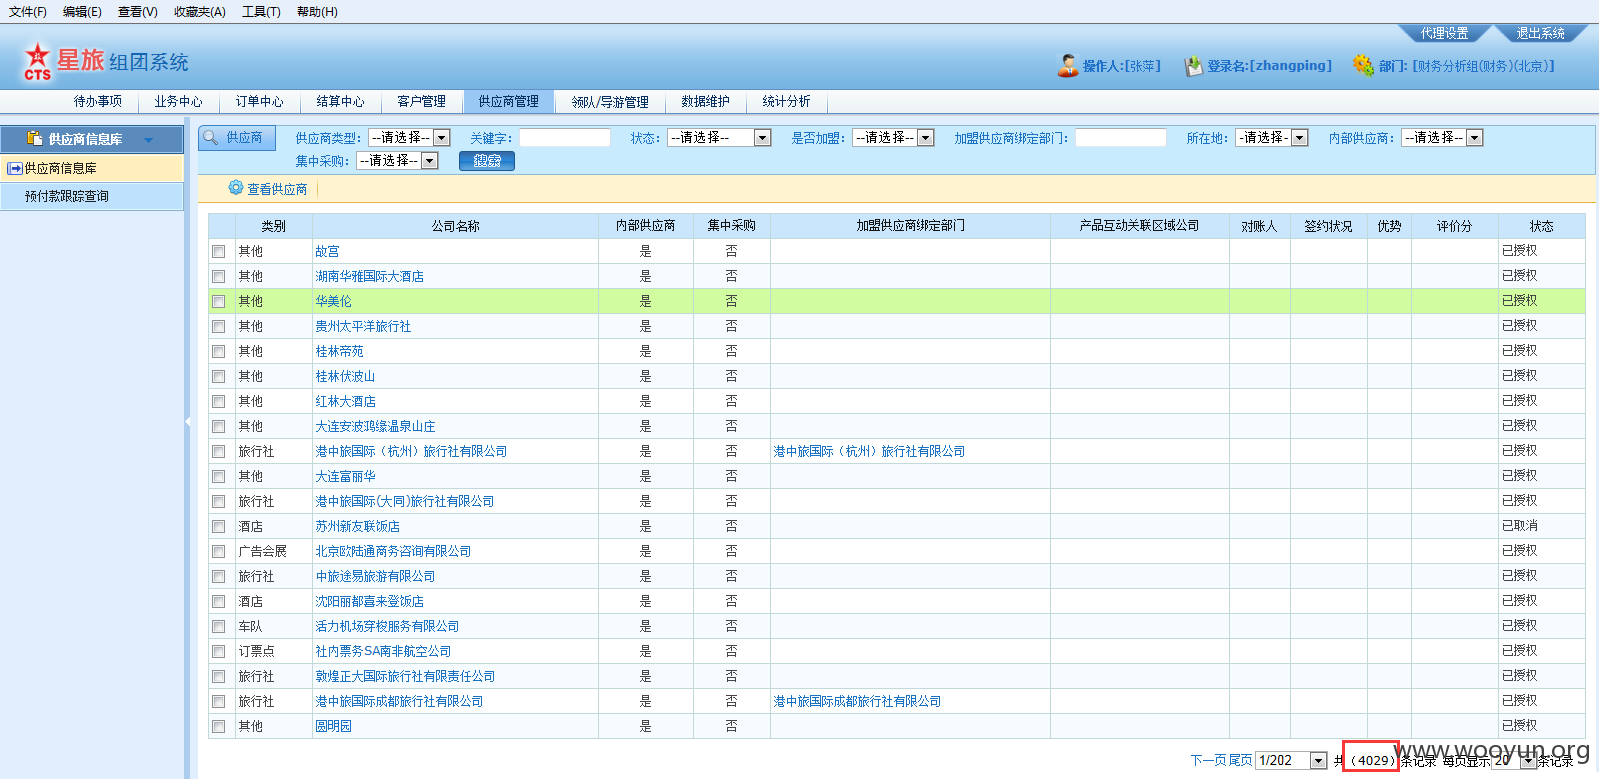 文件(F) 编辑(E) 查看(V) 收藏夹(A) 工具(T) 帮助(H)
代理设置 退出系统
CTS 星旅 组团系统 操作人:[张萍] 登录名:[zhangping] 部门: [财务分析组(财务)(北京)]
待办事项 业务中心 订单中心 结算中心 客户管理 供应商管理 领队/导游管理 数据维护 统计分析
供应商信息库
供应商信息库
预付款跟踪查询
供应商 供应商类型: --请选择-- 关键字: 状态: --请选择-- 是否加盟: --请选择-- 加盟供应商绑定部门: 所在地: -请选择- 内部供应商: --请选择--
集中采购: --请选择-- 搜索
查看供应商
类别 公司名称 内部供应商 集中采购 加盟供应商绑定部门 产品互动关联区域公司 对账人 签约状况 优势 评价分 状态
其他 故宫 是 否 已授权
其他 湖南华雅国际大酒店 是 否 已授权
其他 华美伦 是 否 已授权
其他 贵州太平洋旅行社 是 否 已授权
其他 桂林帝苑 是 否 已授权
其他 桂林伏波山 是 否 已授权
其他 红林大酒店 是 否 已授权
其他 大连安波鸿缘温泉山庄 是 否 已授权
旅行社 港中旅国际（杭州）旅行社有限公司 是 否 港中旅国际（杭州）旅行社有限公司 已授权
其他 大连富丽华 是 否 已授权
旅行社 港中旅国际(大同)旅行社有限公司 是 否 已授权
酒店 苏州新友联饭店 是 否 已取消
广告会展 北京欧陆通商务咨询有限公司 是 否 已授权
旅行社 中旅途易旅游有限公司 是 否 已授权
酒店 沈阳丽都喜来登饭店 是 否 已授权
车队 活力机场穿梭服务有限公司 是 否 已授权
订票点 社内票务SA南非航空公司 是 否 已授权
旅行社 敦煌正大国际旅行社有限责任公司 是 否 已授权
旅行社 港中旅国际成都旅行社有限公司 是 否 港中旅国际成都旅行社有限公司 已授权
其他 圆明园 是 否 已授权
下一页 尾页 1/202 共（4029）条记录 每页显示 20 条记录
www.wooyun.org